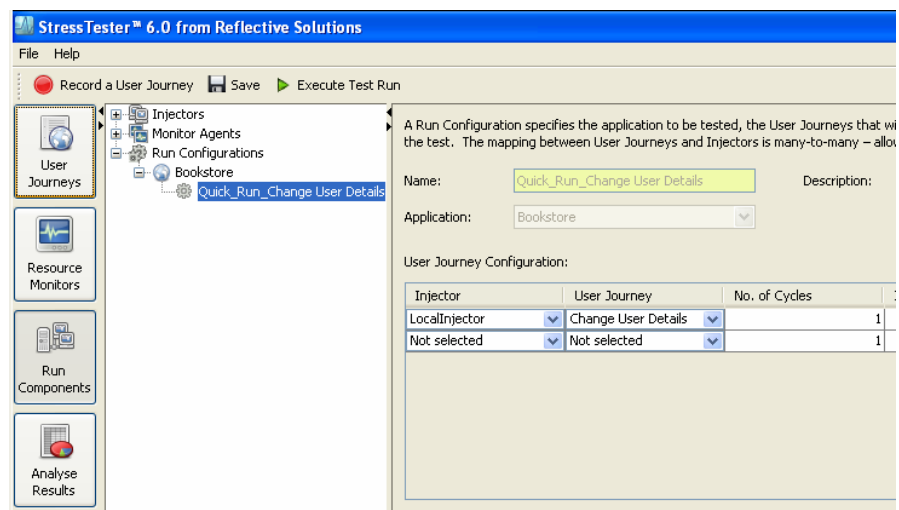 StressTester™ 6.0 from Reflective Solutions
File Help
Record a User Journey Save Execute Test Run
User
Journeys
Resource
Monitors
Run
Components
Analyse
Results
Injectors
Monitor Agents
Run Configurations
Bookstore
Quick_Run_Change User Details
A Run Configuration specifies the application to be tested, the User Journeys that
the test. The mapping between User Journeys and Injectors is many-to-many –
Name: Quick_Run_Change User Details Description:
Application: Bookstore
User Journey Configuration:
Injector User Journey No. of Cycles
LocalInjector Change User Details 1
Not selected Not selected 1